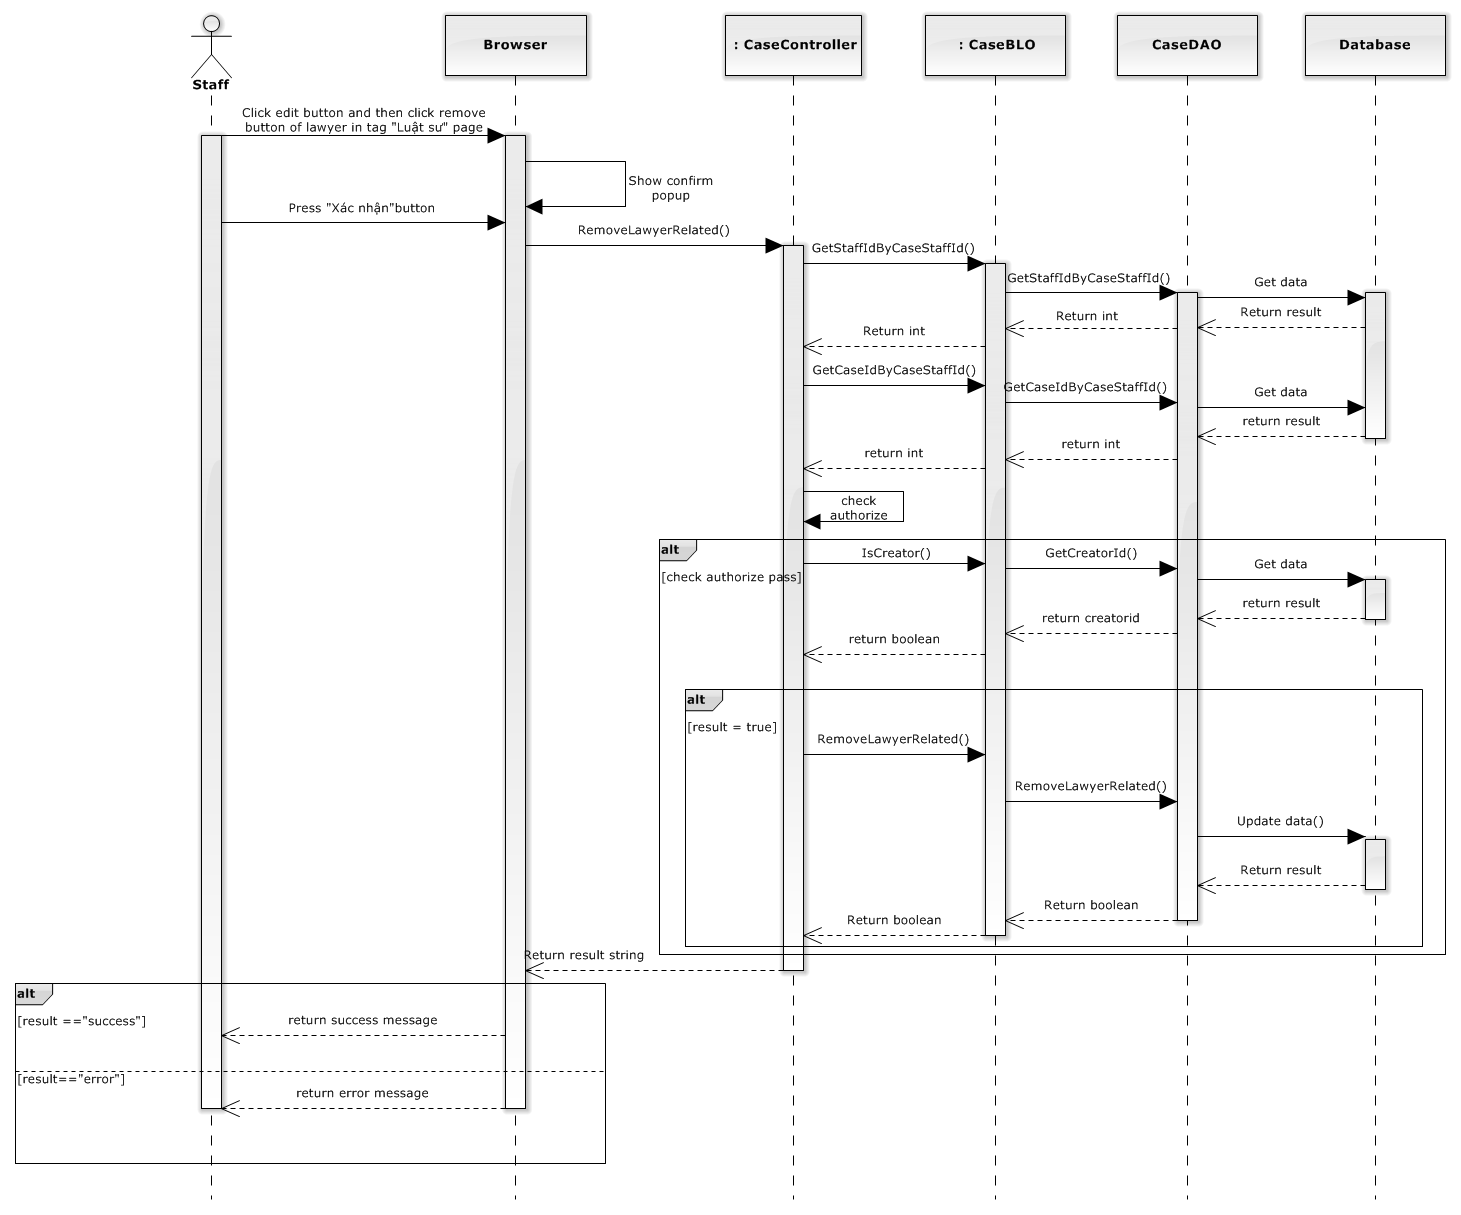 Browser
: CaseController
: CaseBLO
CaseDAO
Database
Staff
Click edit button and then click remove
button of lawyer in tag "Luật sư" page
Show confirm
popup
Press "Xác nhận"button
RemoveLawyerRelated()
GetStaffIdByCaseStaffId()
GetStaffIdByCaseStaffId()
Get data
Return result
Return int
Return int
GetCaseIdByCaseStaffId()
GetCaseIdByCaseStaffId()
Get data
return result
return int
return int
check
authorize
alt
[check authorize pass]
IsCreator()
GetCreatorId()
Get data
return result
return creatorid
return boolean
alt
[result = true]
RemoveLawyerRelated()
RemoveLawyerRelated()
Update data()
Return result
Return boolean
Return boolean
Return result string
alt
[result =="success"]
return success message
[result=="error"]
return error message